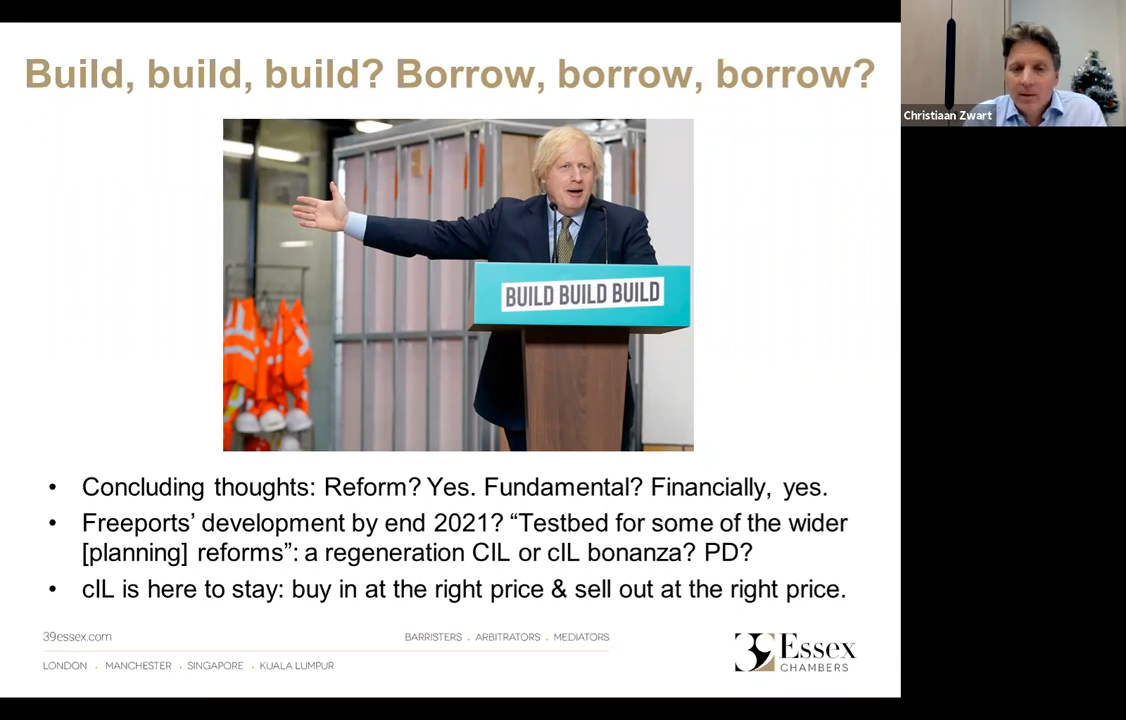 Build, build, build? Borrow, borrow, borrow?
Christiaan Zwart
BUILD BUILD BUILD
• Concluding thoughts: Reform? Yes. Fundamental? Financially, yes.
• Freeports’ development by end 2021? “Testbed for some of the wider
[planning] reforms”: a regeneration CIL or cIL bonanza? PD?
• cIL is here to stay: buy in at the right price & sell out at the right price.
39essex.com
BARRISTERS . ARBITRATORS . MEDIATORS
LONDON . MANCHESTER . SINGAPORE . KUALA LUMPUR
39 Essex
CHAMBERS